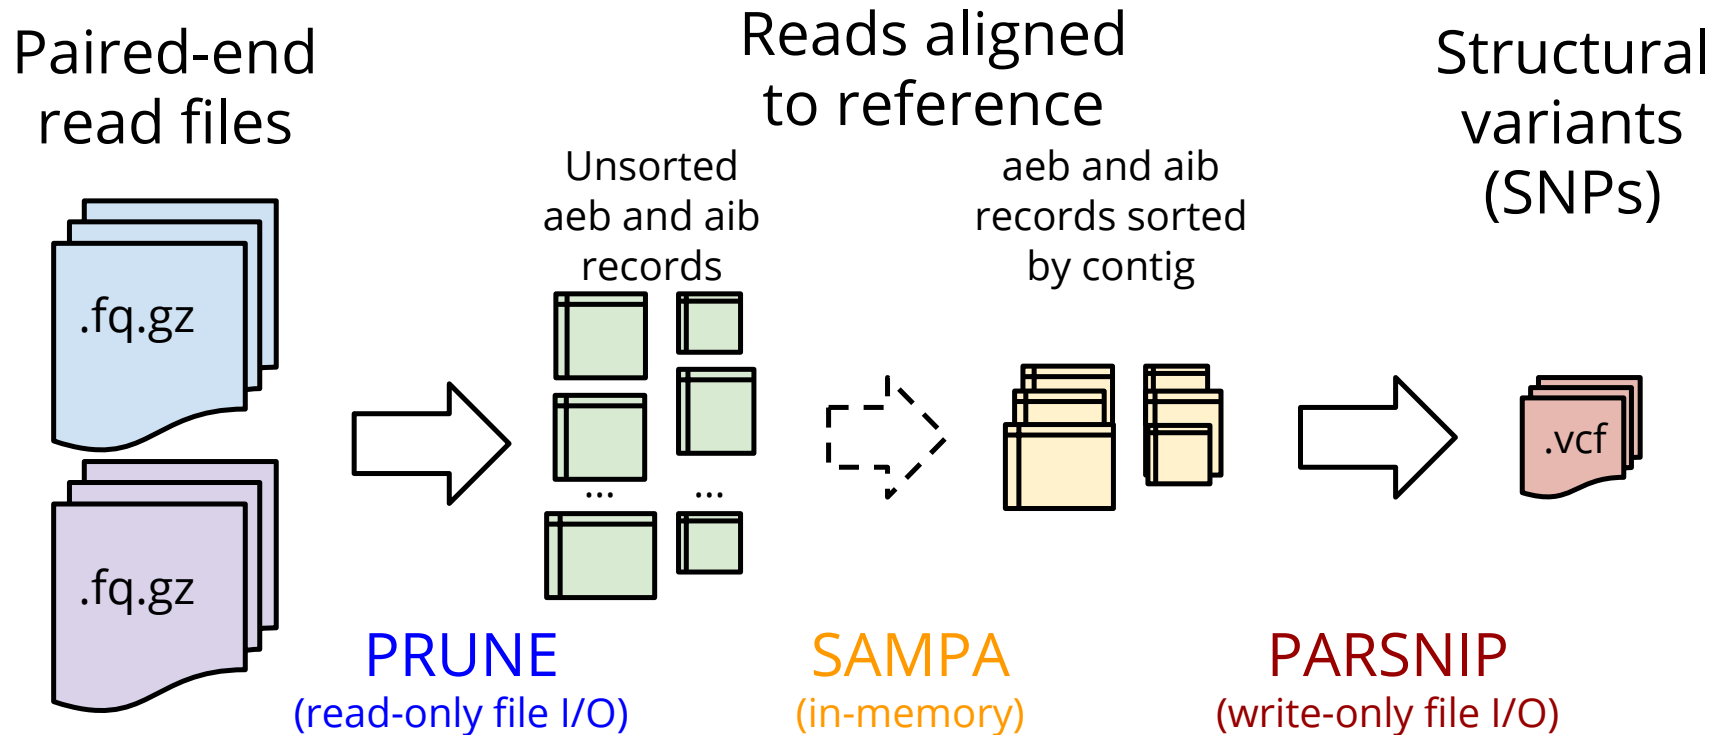 Paired-end
read files
Reads aligned
to reference
Structural
variants
(SNPs)
Unsorted
aeb and aib
records
aeb and aib
records sorted
by contig
.fq.gz
.fq.gz
...
...
.vcf
PRUNE
(read-only file I/O)
SAMPA
(in-memory)
PARSNIP
(write-only file I/O)